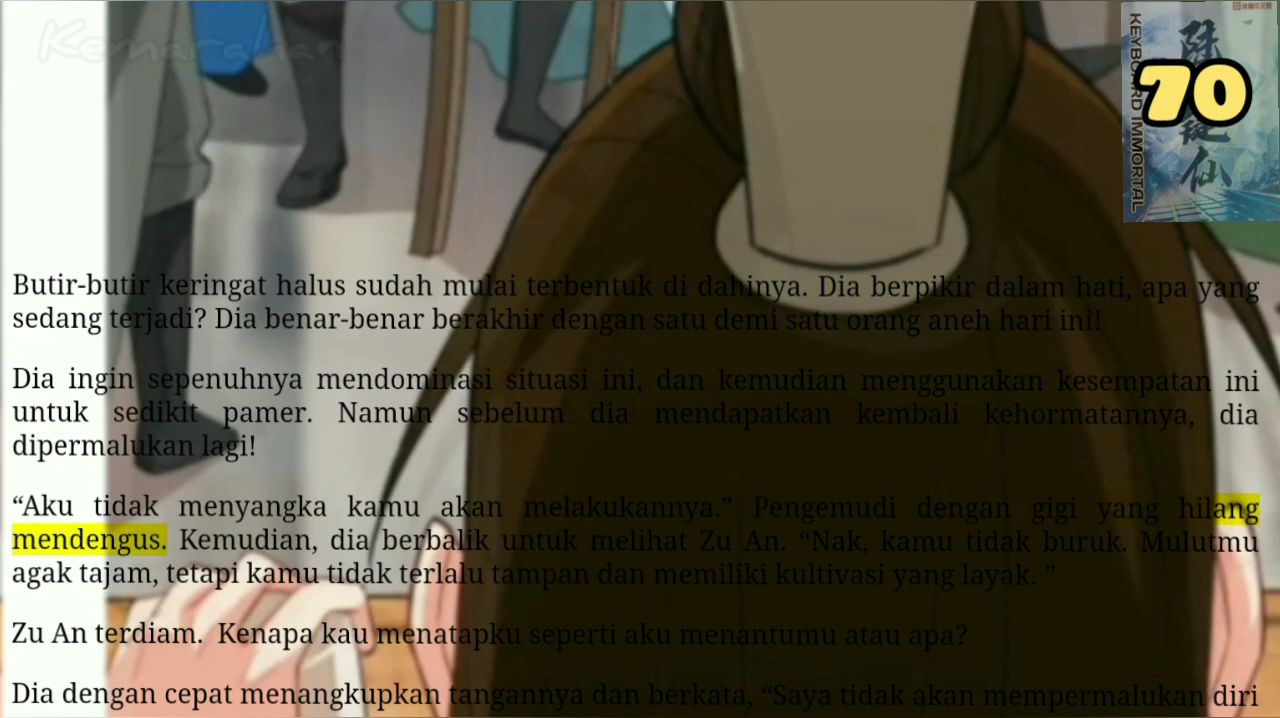 Kemarahan
KEYBOARD IMMORTAL
70
仙
Butir-butir keringat halus sudah mulai terbentuk di dahinya. Dia berpikir dalam hati, apa yang
sedang terjadi? Dia benar-benar berakhir dengan satu demi satu orang aneh hari ini!
Dia ingin sepenuhnya mendominasi situasi ini, dan kemudian menggunakan kesempatan ini
untuk sedikit pamer. Namun sebelum dia mendapatkan kembali kehormatannya, dia
dipermalukan lagi!
“Aku tidak menyangka kamu akan melakukannya.” Pengemudi dengan gigi yang hilang
mendengus. Kemudian, dia berbalik untuk melihat Zu An. “Nak, kamu tidak buruk. Mulutmu
agak tajam, tetapi kamu tidak terlalu tampan dan memiliki kultivasi yang layak. ”
Zu An terdiam.  Kenapa kau menatapku seperti aku menantumu atau apa?
Dia dengan cepat menangkupkan tangannya dan berkata, “Saya tidak akan mempermalukan diri